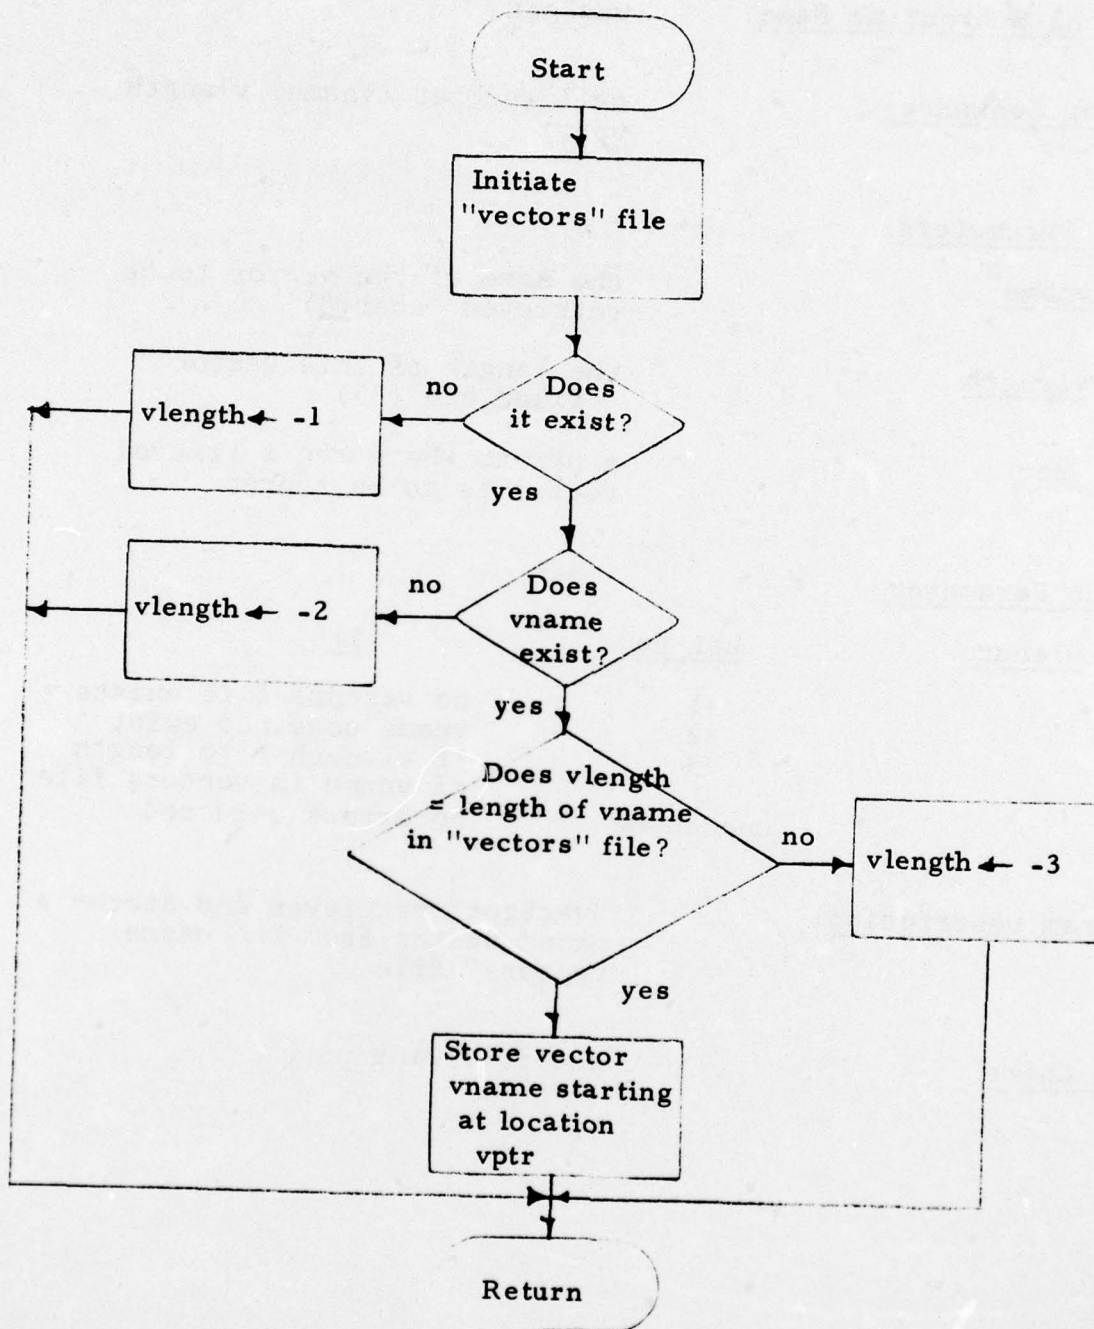 Start
Initiate
"vectors" file
Does
it exist?
no
vlength ← -1
yes
Does
vname
exist?
no
vlength ← -2
yes
Does vlength
= length of vname
in "vectors" file?
no
vlength ← -3
yes
Store vector
vname starting
at location
vptr
Return